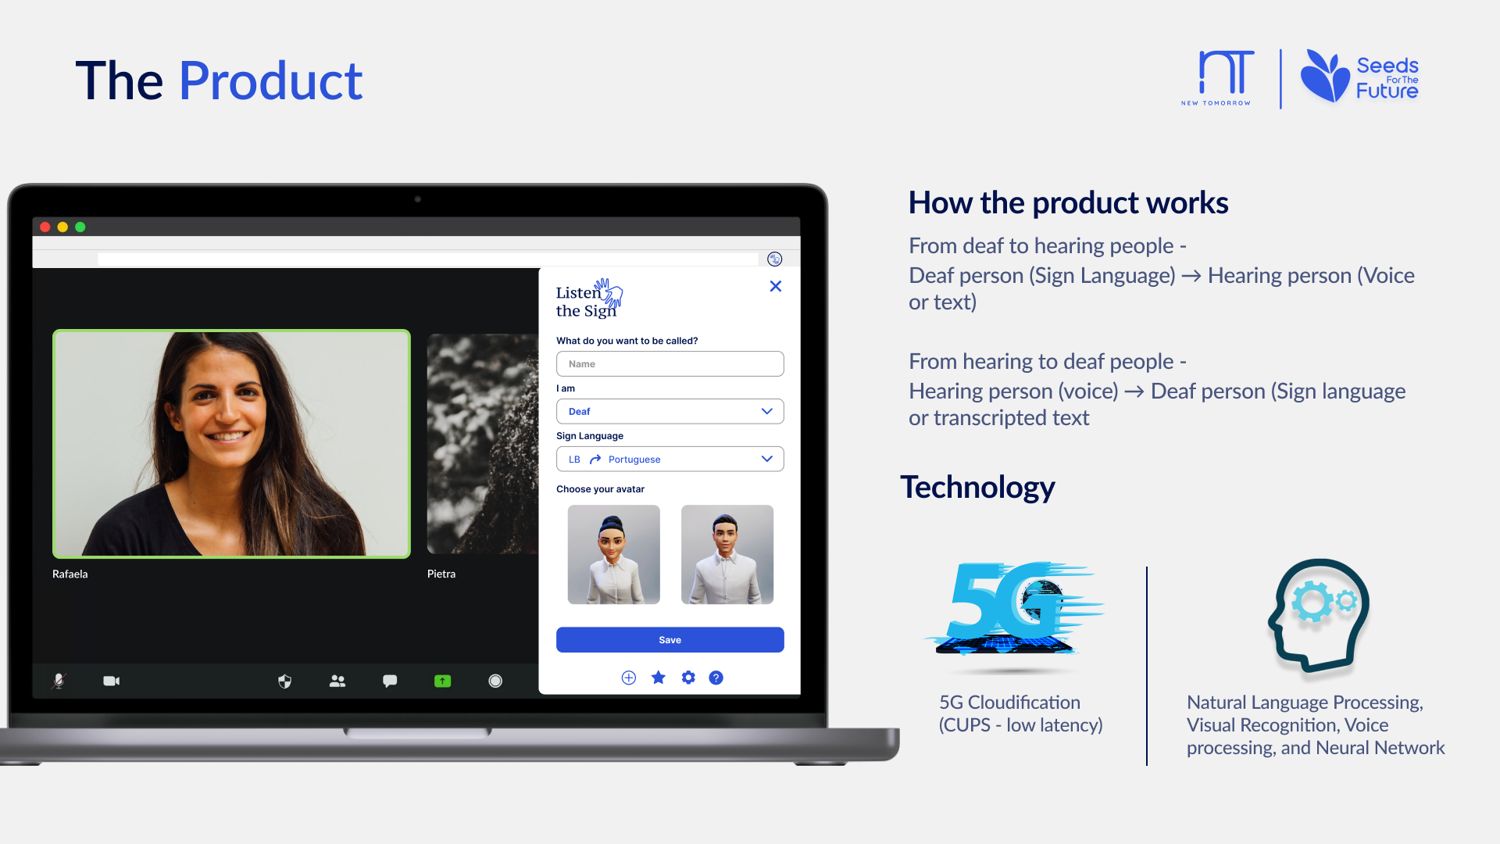 The Product
NEW TOMORROW
Seeds
For The
Future
Listen
the Sign
What do you want to be called?
Name
I am
Deaf
Sign Language
LB Portuguese
Choose your avatar
Save
?
Rafaela
Pietra
How the product works
From deaf to hearing people -
Deaf person (Sign Language) → Hearing person (Voice
or text)
From hearing to deaf people -
Hearing person (voice) → Deaf person (Sign language
or transcripted text
Technology
5G
5G Cloudification
(CUPS - low latency)
Natural Language Processing,
Visual Recognition, Voice
processing, and Neural Network